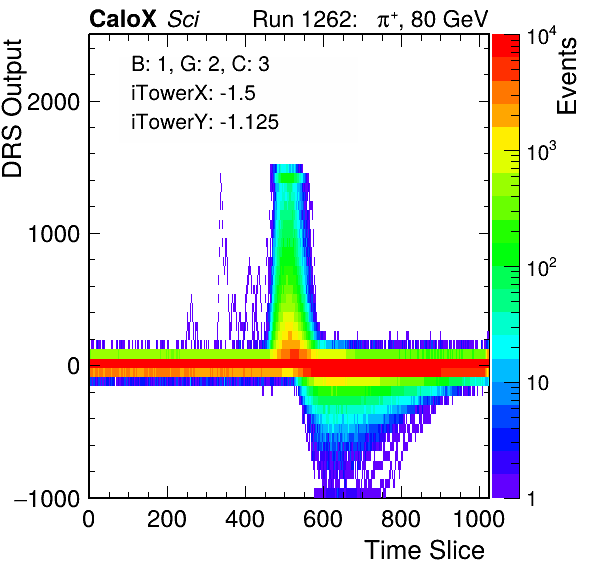 CaloX Sci Run 1262: π⁺, 80 GeV
B: 1, G: 2, C: 3
iTowerX: -1.5
iTowerY: -1.125
DRS Output
2000
1000
0
−1000
0 200 400 600 800 1000
Time Slice
Events
10⁴
10³
10²
10
1